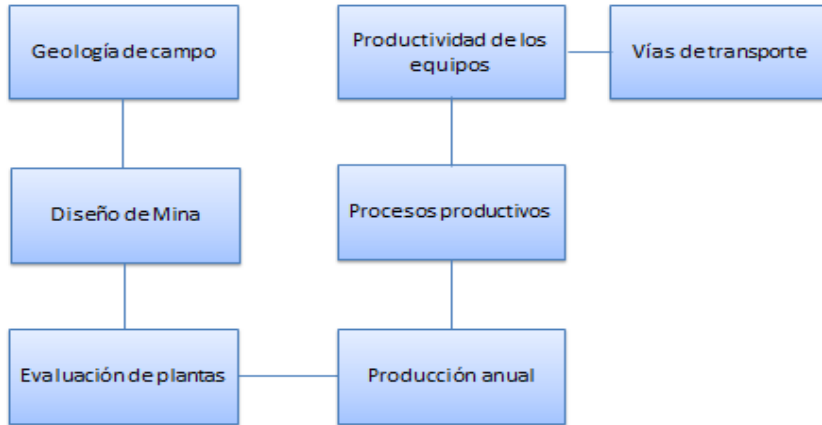 Geología de campo
Productividad de los
equipos
Vías de transporte
Diseño de Mina
Procesos productivos
Evaluación de plantas
Producción anual